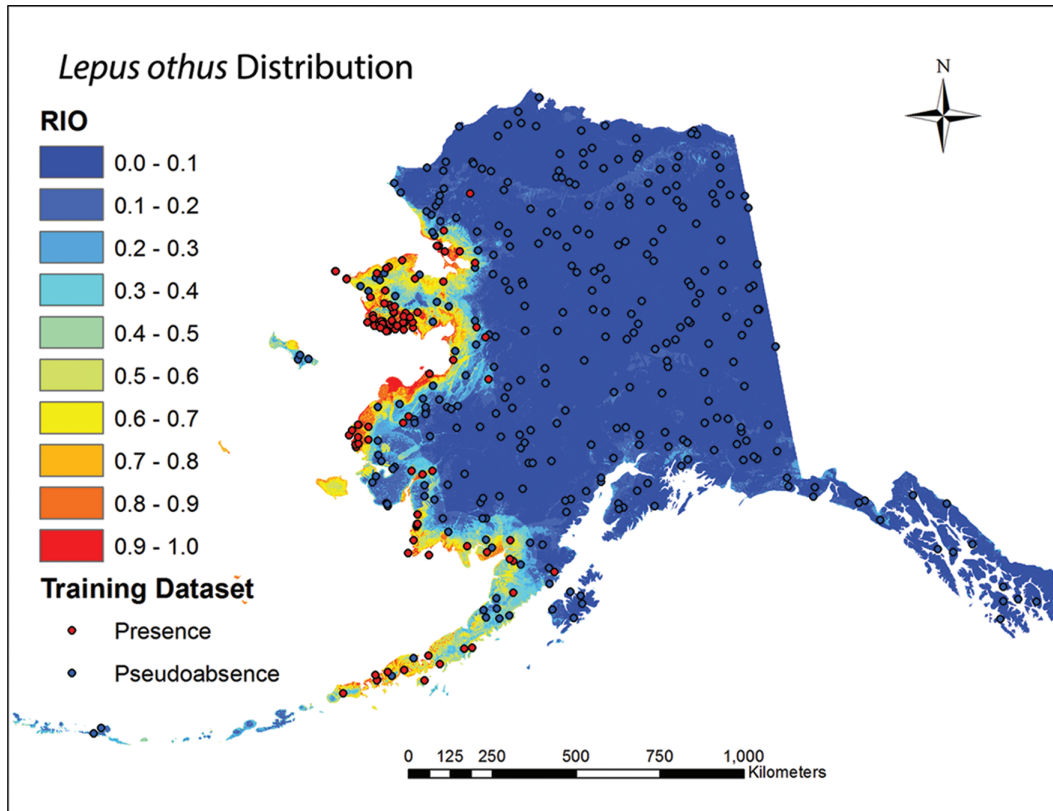 Lepus othus Distribution
N
RIO
0.0 - 0.1
0.1 - 0.2
0.2 - 0.3
0.3 - 0.4
0.4 - 0.5
0.5 - 0.6
0.6 - 0.7
0.7 - 0.8
0.8 - 0.9
0.9 - 1.0
Training Dataset
Presence
Pseudoabsence
0 125 250 500 750 1,000
Kilometers